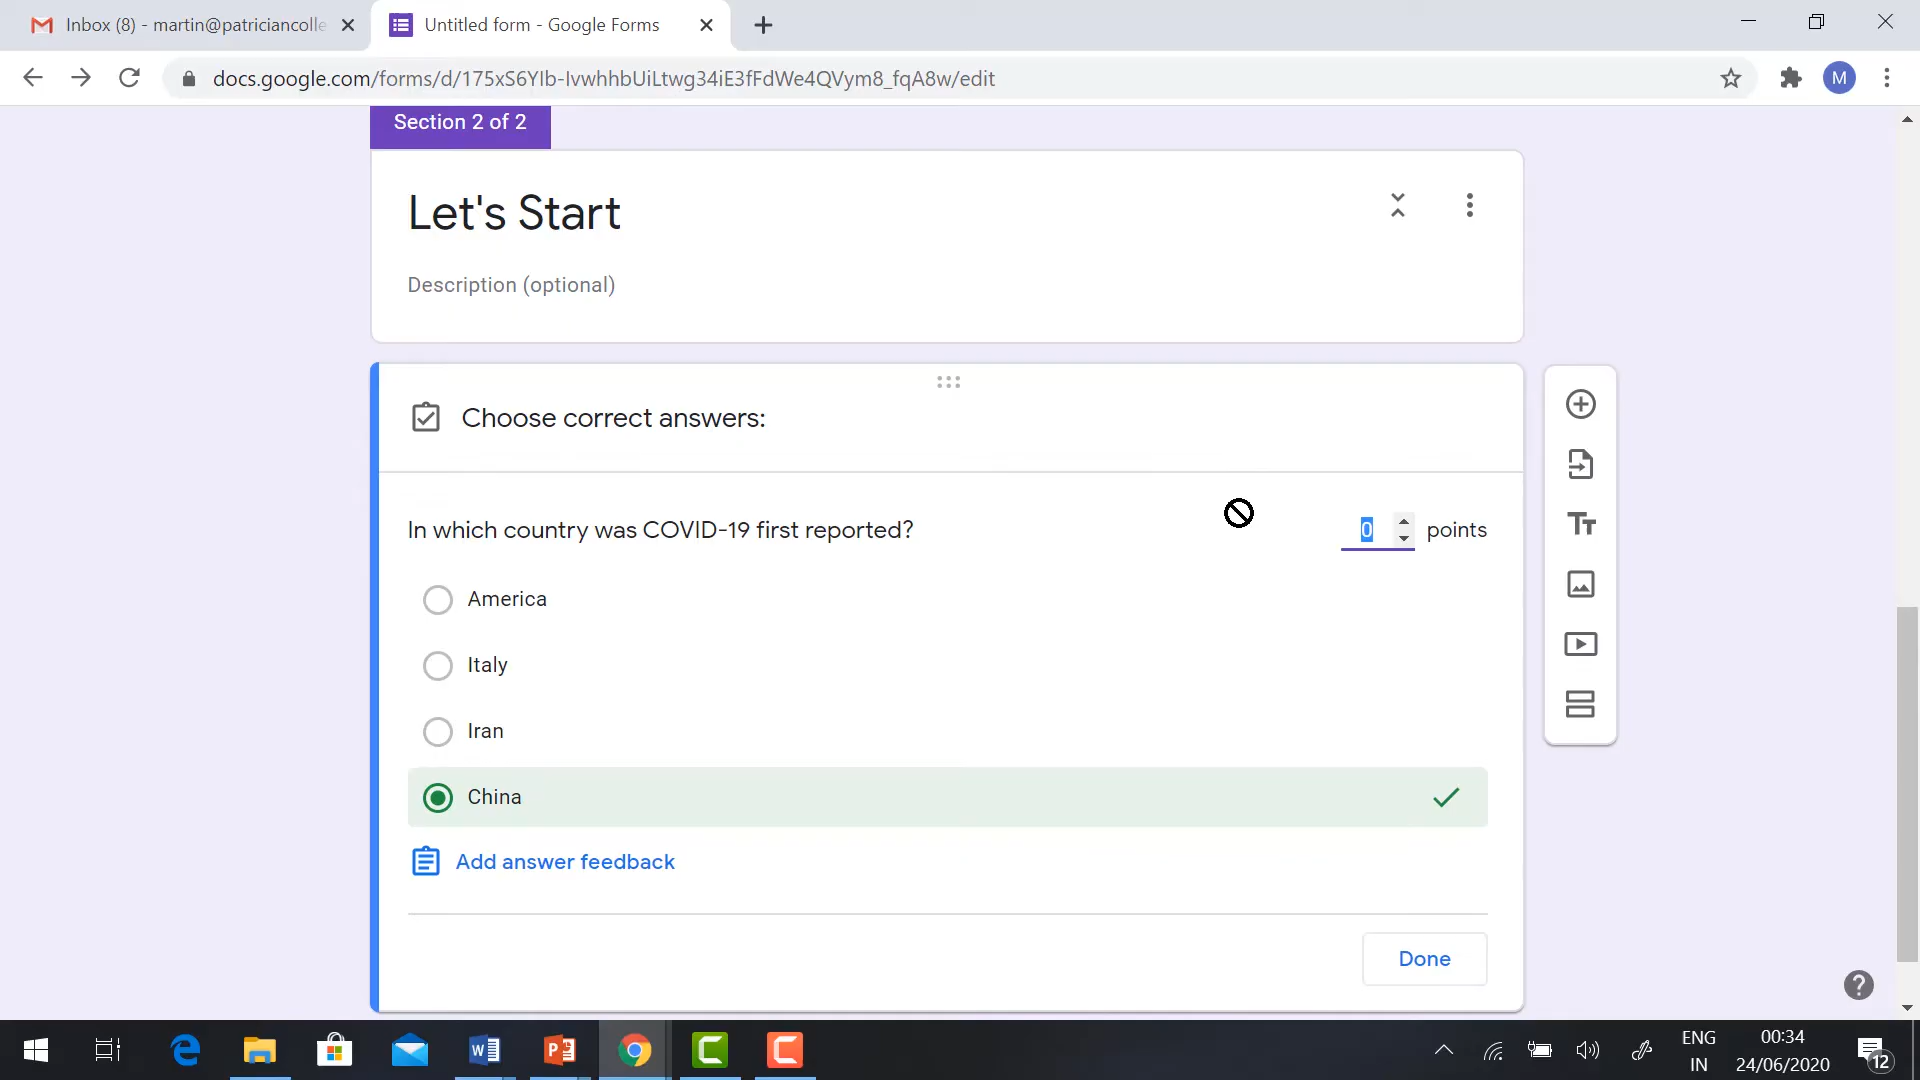 Inbox (8) - martin@patriciancolle
Untitled form - Google Forms
docs.google.com/forms/d/175xS6YIb-IvwhhbUiLtwg34iE3fFdWe4QVym8_fqA8w/edit
M
Section 2 of 2
Let's Start
Description (optional)
Choose correct answers:
In which country was COVID-19 first reported?
0 points
America
Italy
Iran
China
Add answer feedback
Done
ENG
IN
00:34
24/06/2020
12